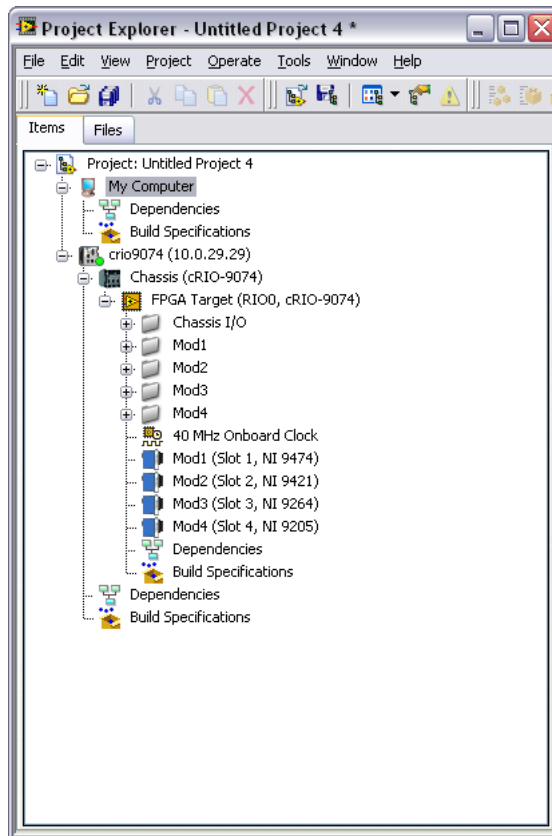 Project Explorer - Untitled Project 4 *
File Edit View Project Operate Tools Window Help
Items Files
Project: Untitled Project 4
My Computer
Dependencies
Build Specifications
crio9074 (10.0.29.29)
Chassis (cRIO-9074)
FPGA Target (RIO0, cRIO-9074)
Chassis I/O
Mod1
Mod2
Mod3
Mod4
40 MHz Onboard Clock
Mod1 (Slot 1, NI 9474)
Mod2 (Slot 2, NI 9421)
Mod3 (Slot 3, NI 9264)
Mod4 (Slot 4, NI 9205)
Dependencies
Build Specifications
Dependencies
Build Specifications